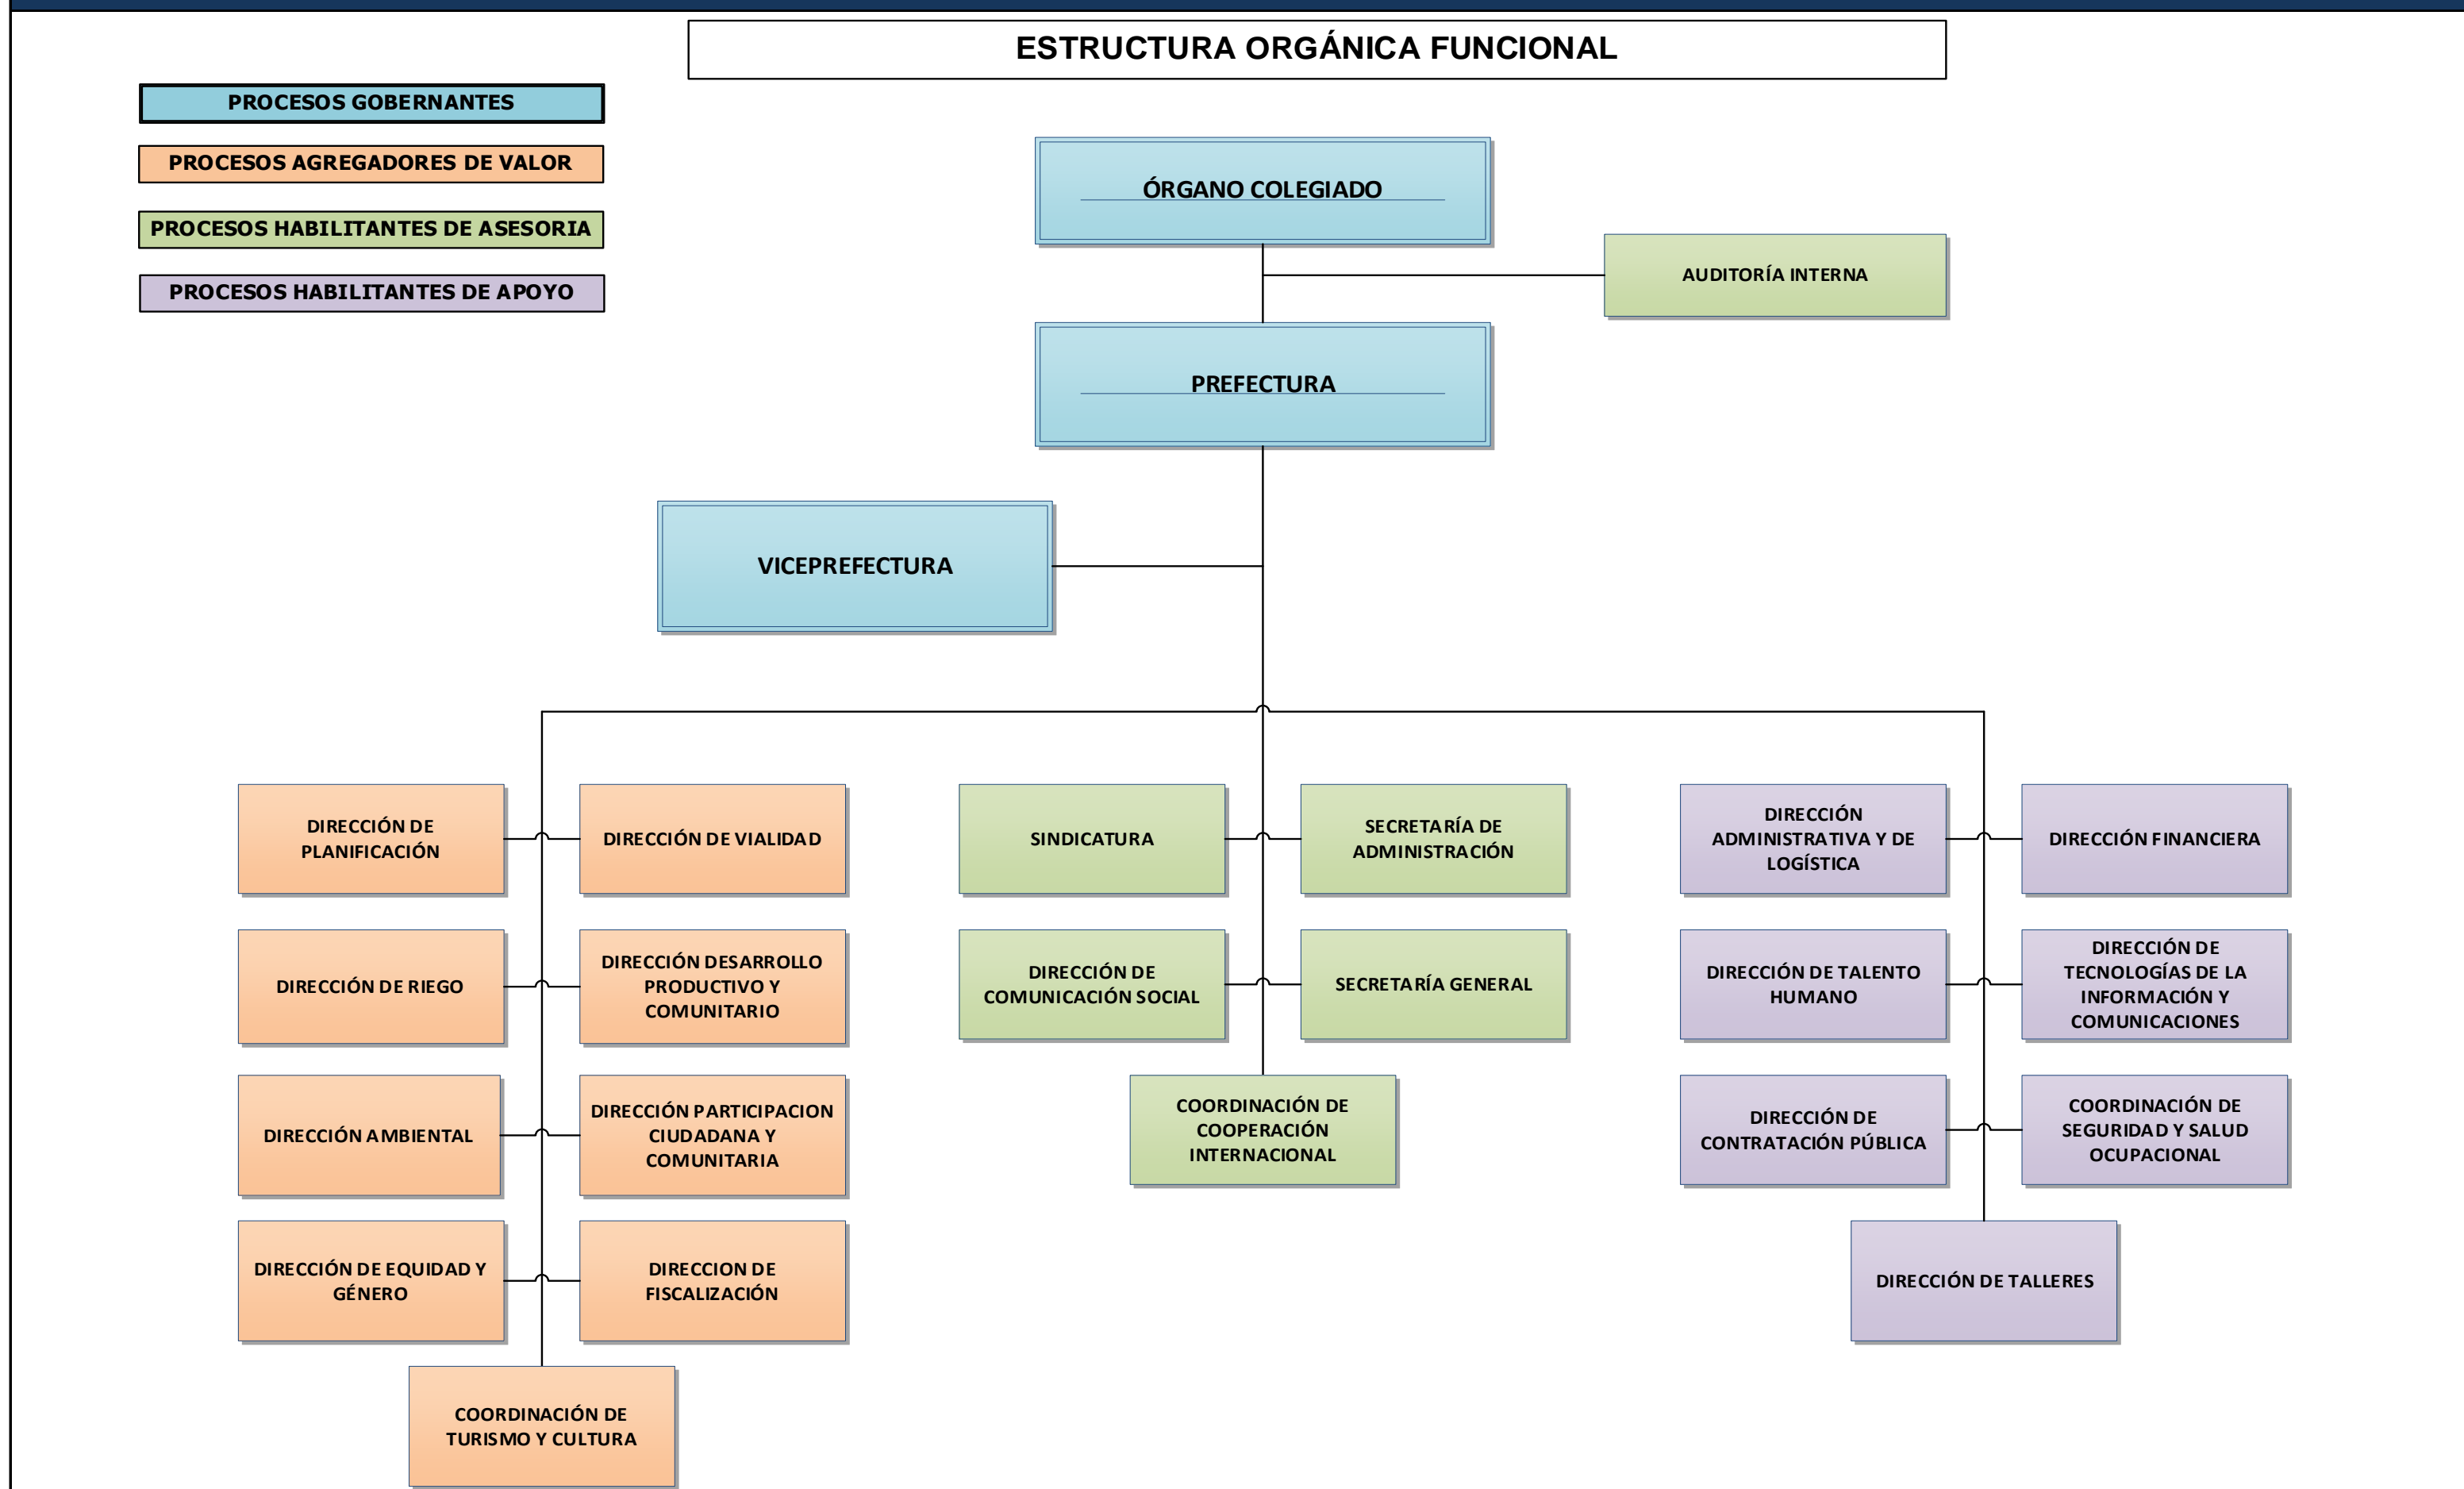 ESTRUCTURA ORGÁNICA FUNCIONAL
PROCESOS GOBERNANTES
PROCESOS AGREGADORES DE VALOR
PROCESOS HABILITANTES DE ASESORIA
PROCESOS HABILITANTES DE APOYO
ÓRGANO COLEGIADO
AUDITORÍA INTERNA
PREFECTURA
VICEPREFECTURA
DIRECCIÓN DE
PLANIFICACIÓN
DIRECCIÓN DE VIALIDAD
DIRECCIÓN DE RIEGO
DIRECCIÓN DESARROLLO
PRODUCTIVO Y
COMUNITARIO
DIRECCIÓN AMBIENTAL
DIRECCIÓN PARTICIPACION
CIUDADANA Y
COMUNITARIA
DIRECCIÓN DE EQUIDAD Y
GÉNERO
DIRECCION DE
FISCALIZACIÓN
COORDINACIÓN DE
TURISMO Y CULTURA
SINDICATURA
SECRETARÍA DE
ADMINISTRACIÓN
DIRECCIÓN DE
COMUNICACIÓN SOCIAL
SECRETARÍA GENERAL
COORDINACIÓN DE
COOPERACIÓN
INTERNACIONAL
DIRECCIÓN
ADMINISTRATIVA Y DE
LOGÍSTICA
DIRECCIÓN FINANCIERA
DIRECCIÓN DE TALENTO
HUMANO
DIRECCIÓN DE
TECNOLOGÍAS DE LA
INFORMACIÓN Y
COMUNICACIONES
DIRECCIÓN DE
CONTRATACIÓN PÚBLICA
COORDINACIÓN DE
SEGURIDAD Y SALUD
OCUPACIONAL
DIRECCIÓN DE TALLERES